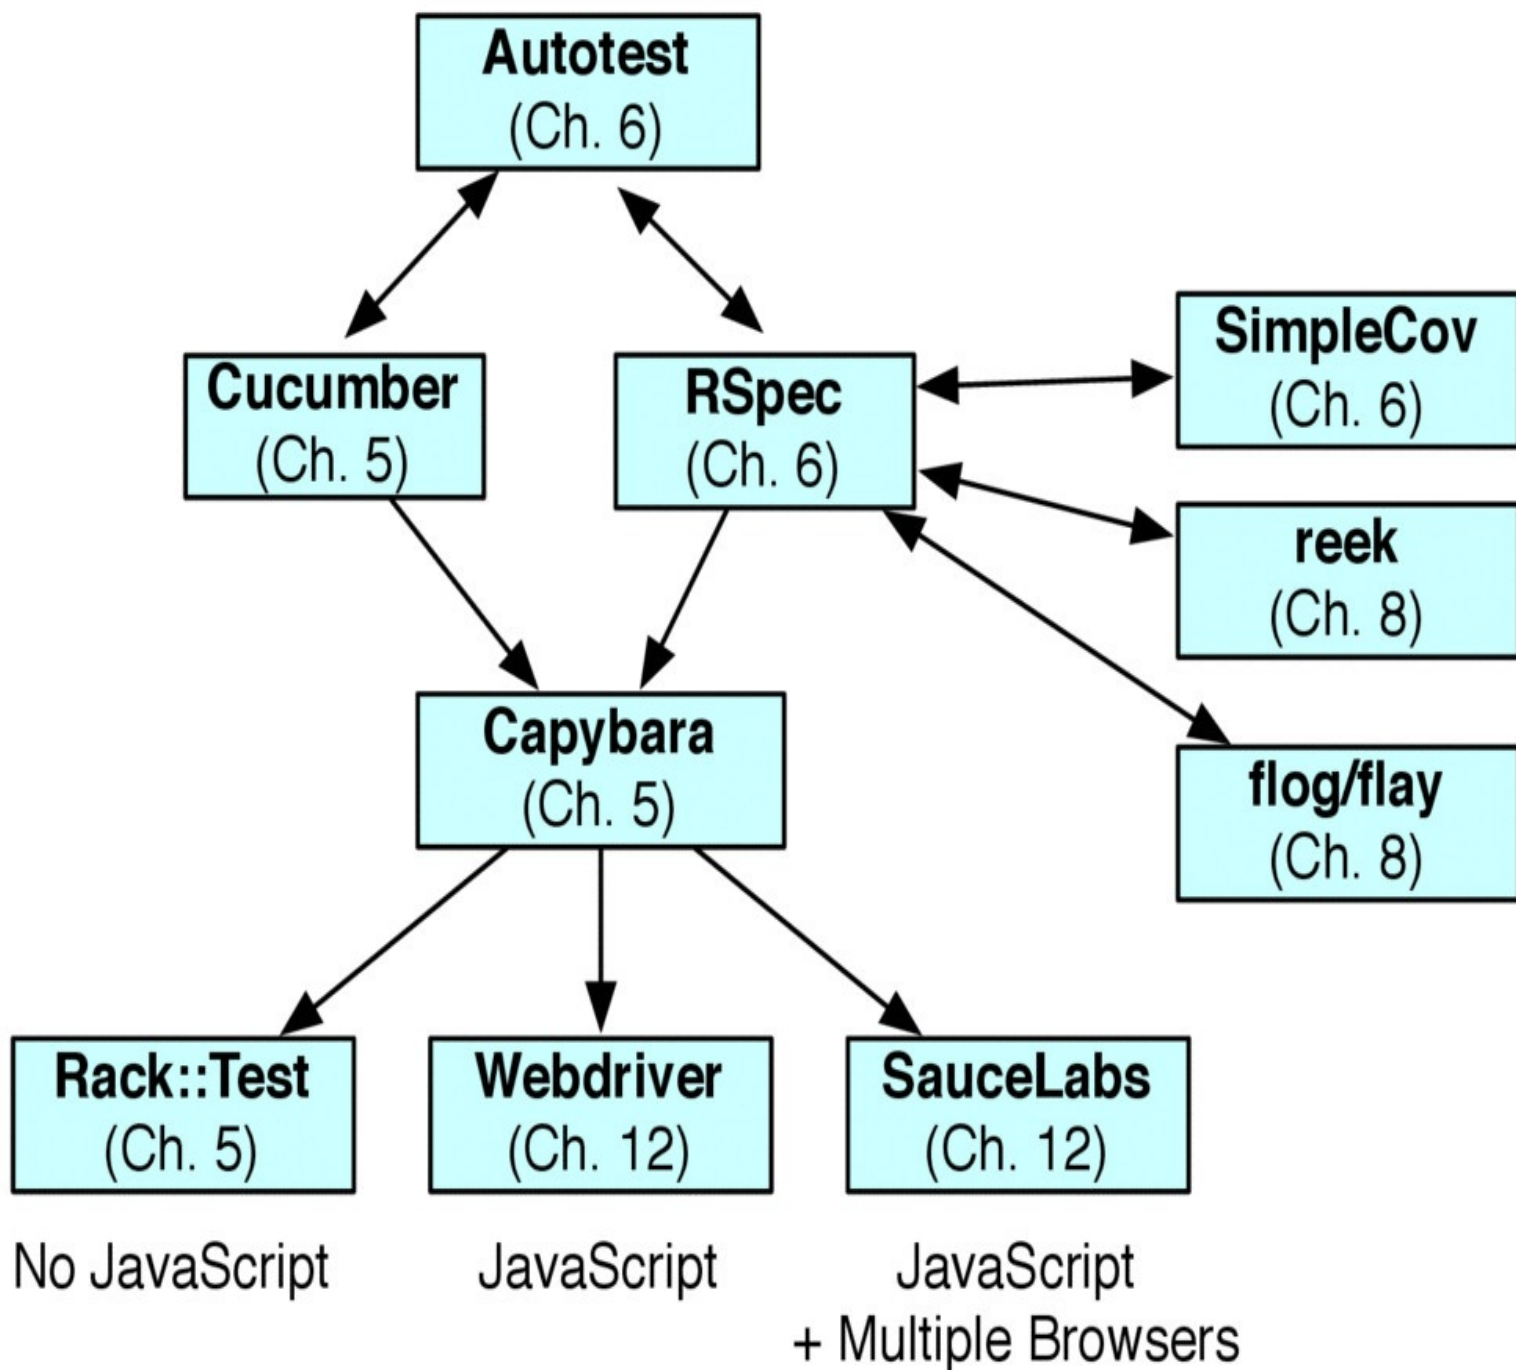 Autotest
(Ch. 6)
Cucumber
(Ch. 5)
RSpec
(Ch. 6)
SimpleCov
(Ch. 6)
reek
(Ch. 8)
Capybara
(Ch. 5)
flog/flay
(Ch. 8)
Rack::Test
(Ch. 5)
Webdriver
(Ch. 12)
SauceLabs
(Ch. 12)
No JavaScript
JavaScript
JavaScript
+ Multiple Browsers